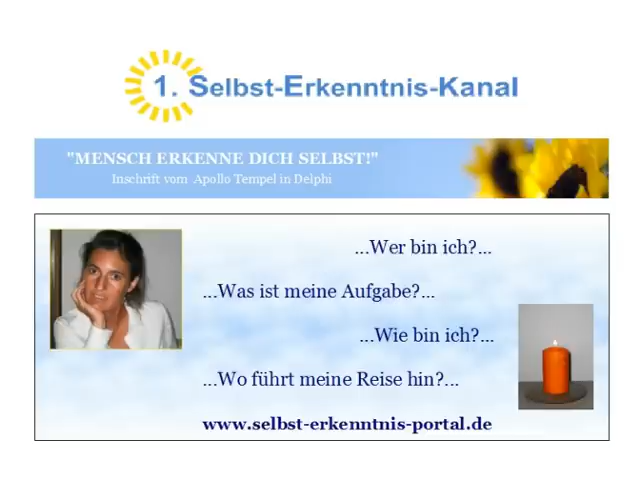 1. Selbst-Erkenntnis-Kanal
"MENSCH ERKENNE DICH SELBST!"
Inschrift vom Apollo Tempel in Delphi
...Wer bin ich?...
...Was ist meine Aufgabe?...
...Wie bin ich?...
...Wo führt meine Reise hin?...
www.selbst-erkenntnis-portal.de